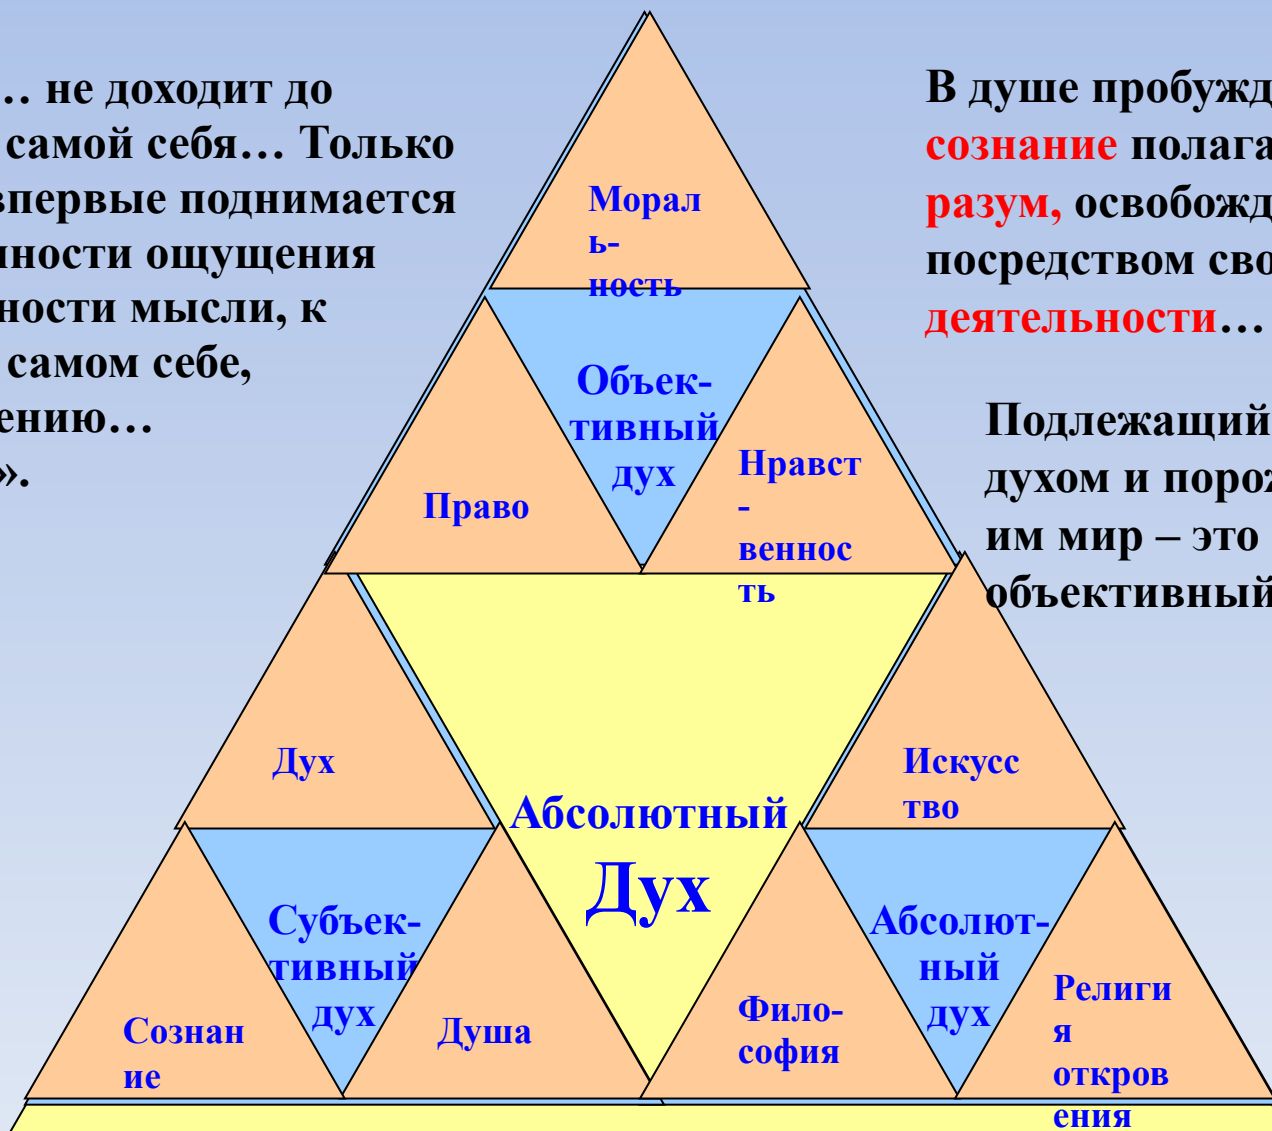 … не доходит до
самой себя… Только
впервые поднимается
ности ощущения
ности мысли, к
самом себе,
ению…
».
В душе пробужд
сознание полага
разум, освобожд
посредством сво
деятельности…
Подлежащий
духом и порож
им мир – это
объективный
Морал
ь-
ность
Объек-
тивный
дух
Право
Нравст
-
веннос
ть
Дух
Искусс
тво
Абсолютный
Дух
Субъек-
тивный
дух
Сознан
ие
Душа
Абсолют-
ный
дух
Фило-
софия
Религи
я
откров
ения